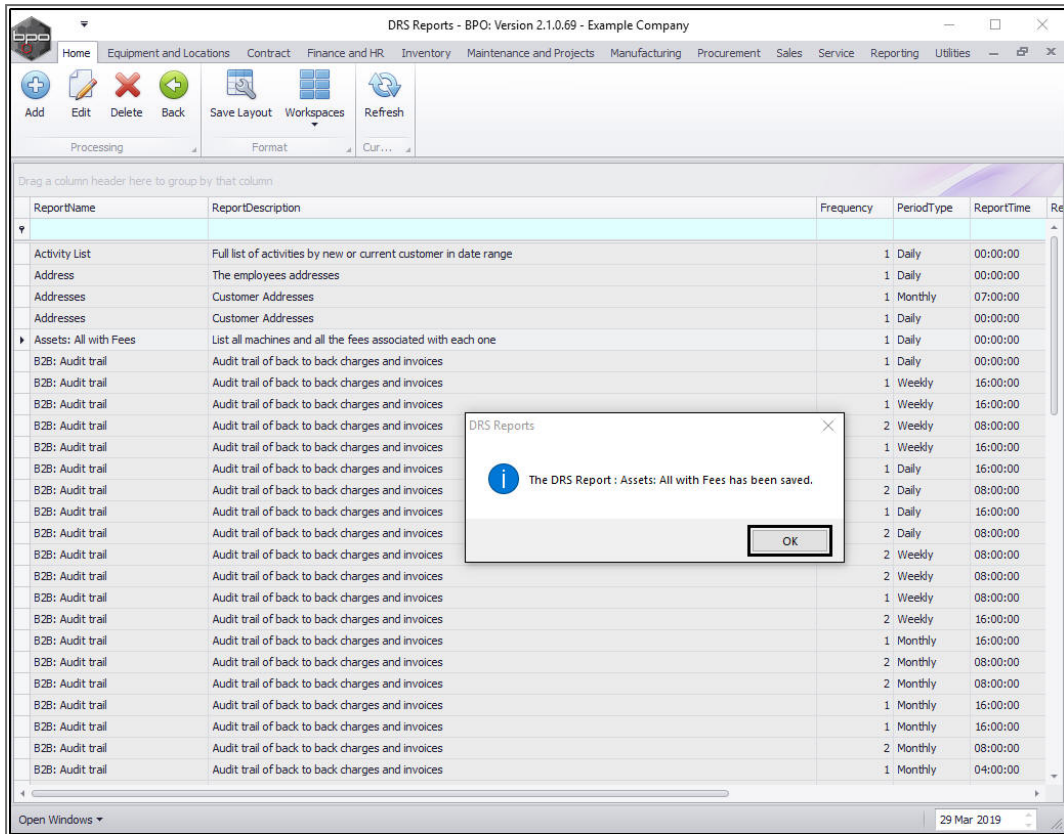 DRS Reports - BPO: Version 2.1.0.69 - Example Company
bpo
Home Equipment and Locations Contract Finance and HR Inventory Maintenance and Projects Manufacturing Procurement Sales Service Reporting Utilities
Add Edit Delete Back Save Layout Workspaces Refresh
Processing Format Cur...
Drag a column header here to group by that column
ReportName ReportDescription Frequency PeriodType ReportTime Re
Activity List Full list of activities by new or current customer in date range 1 Daily 00:00:00
Address The employees addresses 1 Daily 00:00:00
Addresses Customer Addresses 1 Monthly 07:00:00
Addresses Customer Addresses 1 Daily 00:00:00
Assets: All with Fees List all machines and all the fees associated with each one 1 Daily 00:00:00
B2B: Audit trail Audit trail of back to back charges and invoices 1 Daily 00:00:00
B2B: Audit trail Audit trail of back to back charges and invoices 1 Weekly 16:00:00
B2B: Audit trail Audit trail of back to back charges and invoices 1 Weekly 16:00:00
B2B: Audit trail Audit trail of back to back charges and invoices 2 Weekly 08:00:00
B2B: Audit trail Audit trail of back to back charges and invoices 1 Weekly 16:00:00
B2B: Audit trail Audit trail of back to back charges and invoices 1 Daily 16:00:00
B2B: Audit trail Audit trail of back to back charges and invoices 2 Daily 08:00:00
B2B: Audit trail Audit trail of back to back charges and invoices 1 Daily 16:00:00
B2B: Audit trail Audit trail of back to back charges and invoices 2 Daily 08:00:00
B2B: Audit trail Audit trail of back to back charges and invoices 2 Weekly 08:00:00
B2B: Audit trail Audit trail of back to back charges and invoices 2 Weekly 08:00:00
B2B: Audit trail Audit trail of back to back charges and invoices 1 Weekly 08:00:00
B2B: Audit trail Audit trail of back to back charges and invoices 2 Weekly 16:00:00
B2B: Audit trail Audit trail of back to back charges and invoices 1 Monthly 16:00:00
B2B: Audit trail Audit trail of back to back charges and invoices 2 Monthly 08:00:00
B2B: Audit trail Audit trail of back to back charges and invoices 2 Monthly 08:00:00
B2B: Audit trail Audit trail of back to back charges and invoices 1 Monthly 16:00:00
B2B: Audit trail Audit trail of back to back charges and invoices 1 Monthly 16:00:00
B2B: Audit trail Audit trail of back to back charges and invoices 2 Monthly 08:00:00
B2B: Audit trail Audit trail of back to back charges and invoices 1 Monthly 04:00:00
DRS Reports
The DRS Report : Assets: All with Fees has been saved.
OK
Open Windows 29 Mar 2019